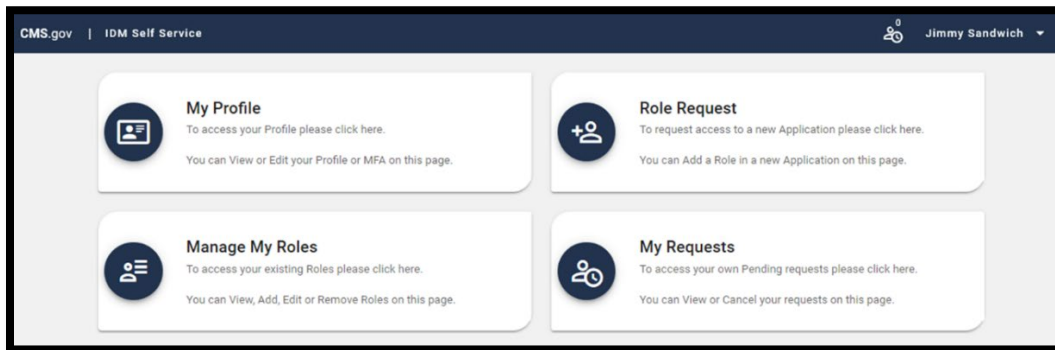 CMS.gov | IDM Self Service
0
Jimmy Sandwich
My Profile
To access your Profile please click here.
You can View or Edit your Profile or MFA on this page.
Role Request
To request access to a new Application please click here.
You can Add a Role in a new Application on this page.
Manage My Roles
To access your existing Roles please click here.
You can View, Add, Edit or Remove Roles on this page.
My Requests
To access your own Pending requests please click here.
You can View or Cancel your requests on this page.